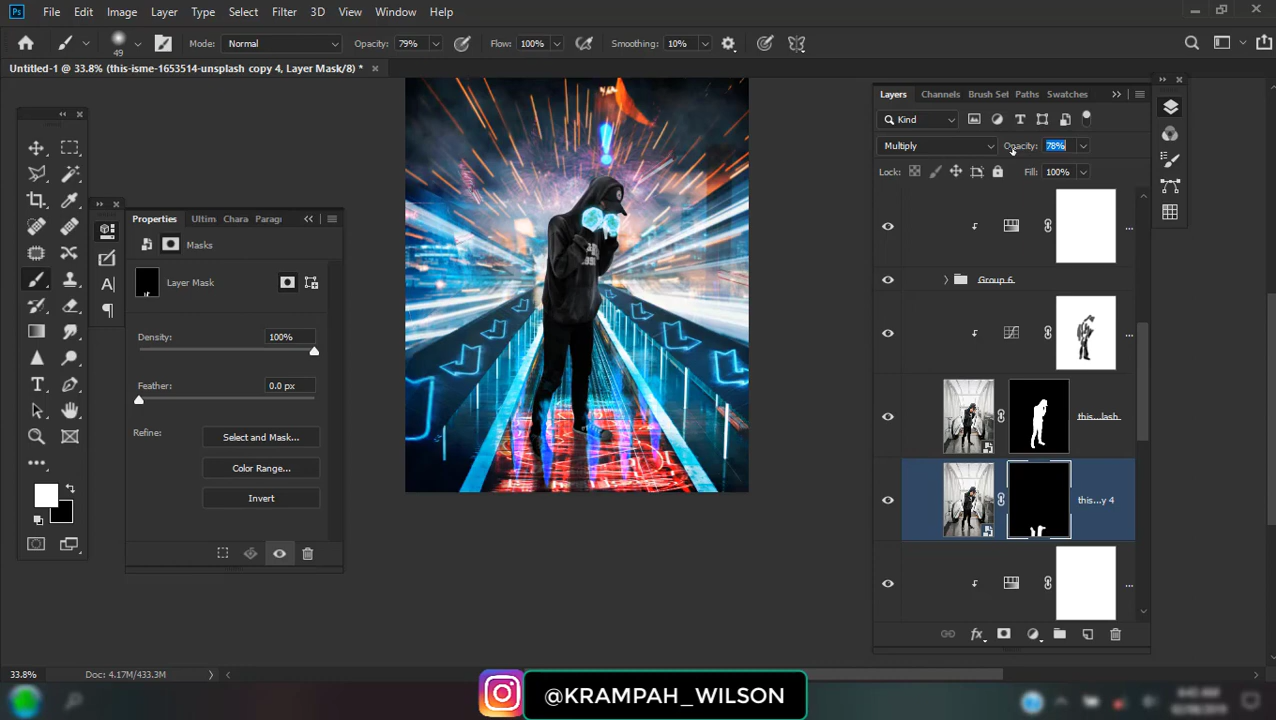 Ps File Edit Image Layer Type Select Filter 3D View Window Help
49 Mode: Normal Opacity: 79% Flow: 100% Smoothing: 10%
Untitled-1 @ 33.8% (this-isme-1653514-unsplash copy 4, Layer Mask/8) * ×
Properties Ultim Chara Paragı
Masks
Layer Mask
Density: 100%
Feather: 0.0 px
Refine: Select and Mask...
Color Range...
Invert
T
Layers Channels Brush Set Paths Swatches
Kind
Multiply Opacity: 78%
Lock: Fill: 100%
...
Group 6
...
this...lash
this...y 4
...
fx
33.8% Doc: 4.17M/433.3M
@KRAMPAH_WILSON